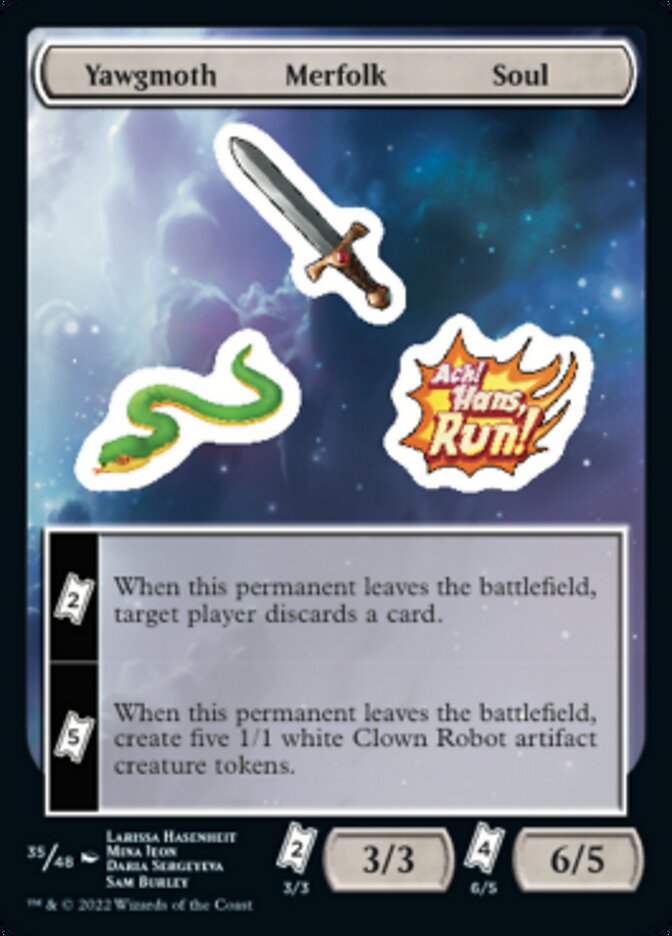 Yawgmoth Merfolk Soul
Ach!
Hans,
Run!
2
When this permanent leaves the battlefield,
target player discards a card.
5
When this permanent leaves the battlefield,
create five 1/1 white Clown Robot artifact
creature tokens.
35/48
Larissa Hasenheit
Mina Jeon
Daria Sergeyeva
Sam Burley
2
3/3
3/3
4
6/5
6/5
™ & © 2022 Wizards of the Coast